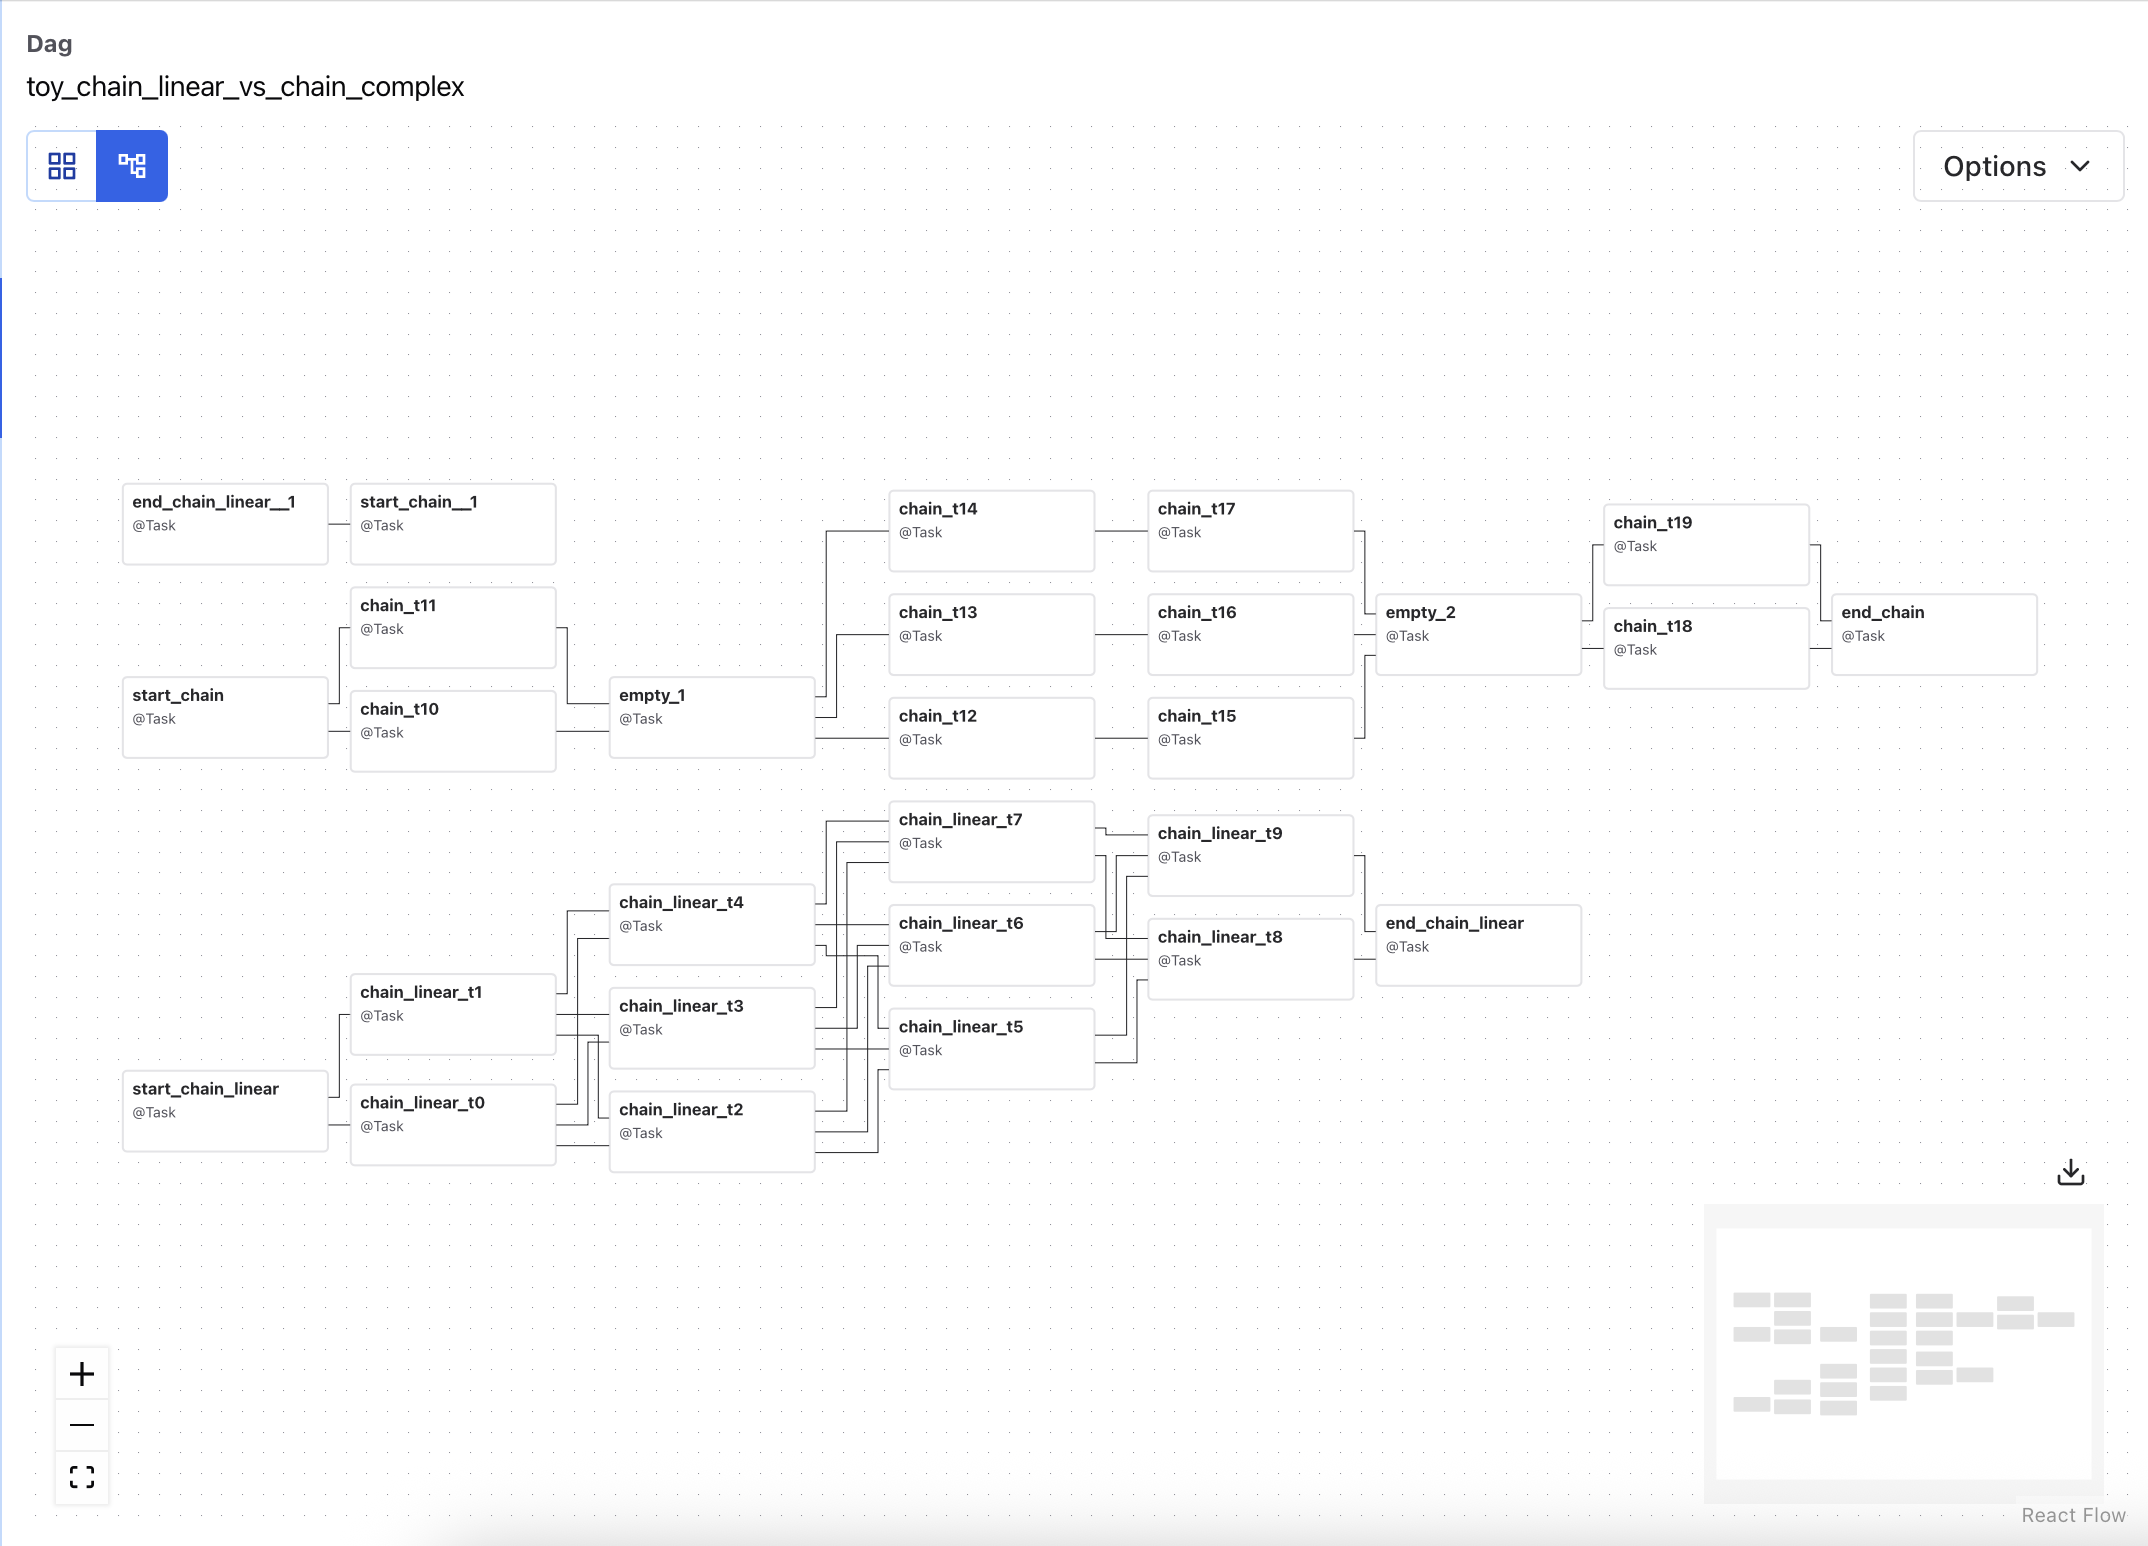 Dag
toy_chain_linear_vs_chain_complex
Options
end_chain_linear__1
@Task
start_chain__1
@Task
chain_t14
@Task
chain_t17
@Task
chain_t19
@Task
chain_t11
@Task
chain_t13
@Task
chain_t16
@Task
empty_2
@Task
chain_t18
@Task
end_chain
@Task
start_chain
@Task
chain_t10
@Task
empty_1
@Task
chain_t12
@Task
chain_t15
@Task
chain_linear_t7
@Task
chain_linear_t9
@Task
chain_linear_t4
@Task
chain_linear_t6
@Task
chain_linear_t8
@Task
end_chain_linear
@Task
chain_linear_t1
@Task
chain_linear_t3
@Task
chain_linear_t5
@Task
start_chain_linear
@Task
chain_linear_t0
@Task
chain_linear_t2
@Task
React Flow